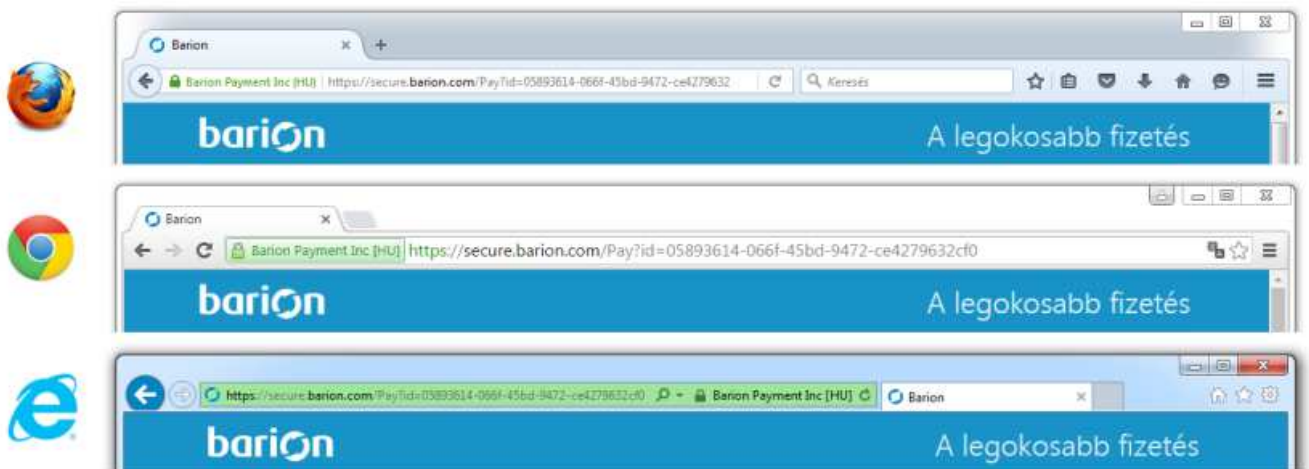 Barion
Barion Payment Inc [HU] https://secure.barion.com/Pay?id=05893614-066f-45bd-9472-ce4279632 Keresés
barion A legokosabb fizetés
Barion
Barion Payment Inc [HU] https://secure.barion.com/Pay?id=05893614-066f-45bd-9472-ce4279632cf0
barion A legokosabb fizetés
https://secure.barion.com/Pay?id=05893614-066f-45bd-9472-ce4279632cf0 Barion Payment Inc [HU] Barion
barion A legokosabb fizetés